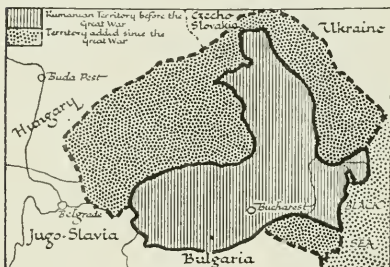 Rumanian Territory before the
Great War
Territory added since the
Great War
Czecho
Slovakia
Ukraine
Buda Pest
Hungary
Belgrade
Jugo-Slavia
Bucharest
Bulgaria
BLACK
SEA